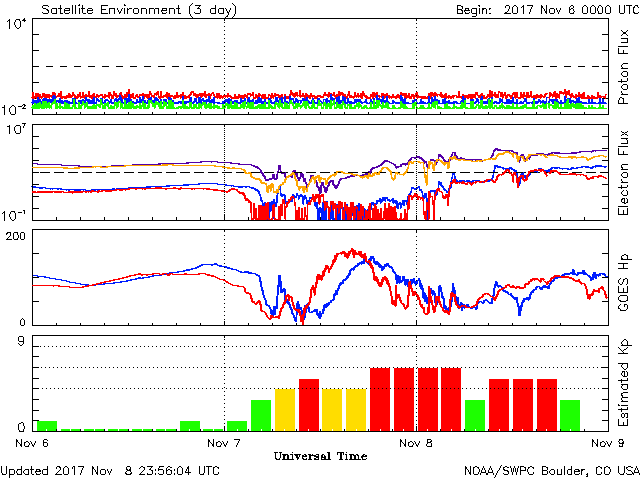 Satellite Environment (3 day) Begin: 2017 Nov 6 0000 UTC
10^4
10^-2
Proton Flux
10^7
10^-1
Electron Flux
200
0
GOES Hp
9
0
Estimated Kp
Nov 6 Nov 7 Nov 8 Nov 9
Universal Time
Updated 2017 Nov 8 23:56:04 UTC NOAA/SWPC Boulder, CO USA